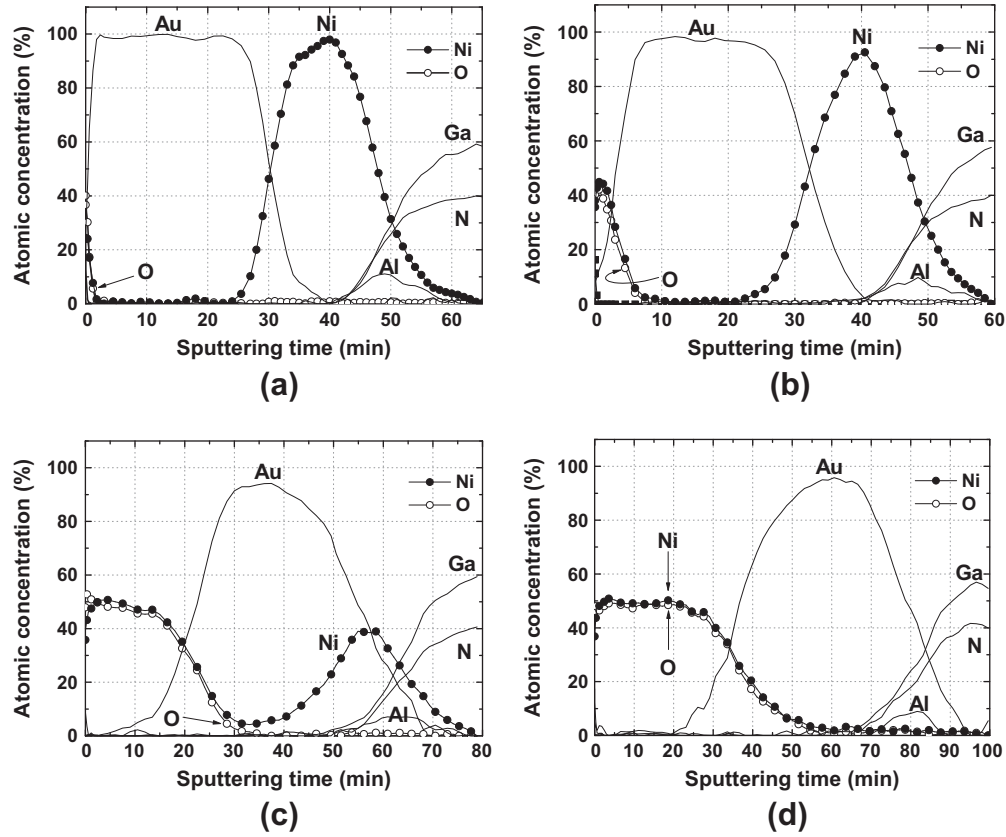 Au
Ni
Ni
O
Ga
N
Al
O
Atomic concentration (%)
100
80
60
40
20
0
0 10 20 30 40 50 60
Sputtering time (min)
(a)
Au
Ni
Ni
O
Ga
N
Al
O
Atomic concentration (%)
100
80
60
40
20
0
0 10 20 30 40 50 60
Sputtering time (min)
(b)
Au
Ni
O
Ga
Ni
N
O
Al
Atomic concentration (%)
100
80
60
40
20
0
0 10 20 30 40 50 60 70 80
Sputtering time (min)
(c)
Au
Ni
O
Ni
Ga
O
N
Al
Atomic concentration (%)
100
80
60
40
20
0
0 10 20 30 40 50 60 70 80 90 100
Sputtering time (min)
(d)